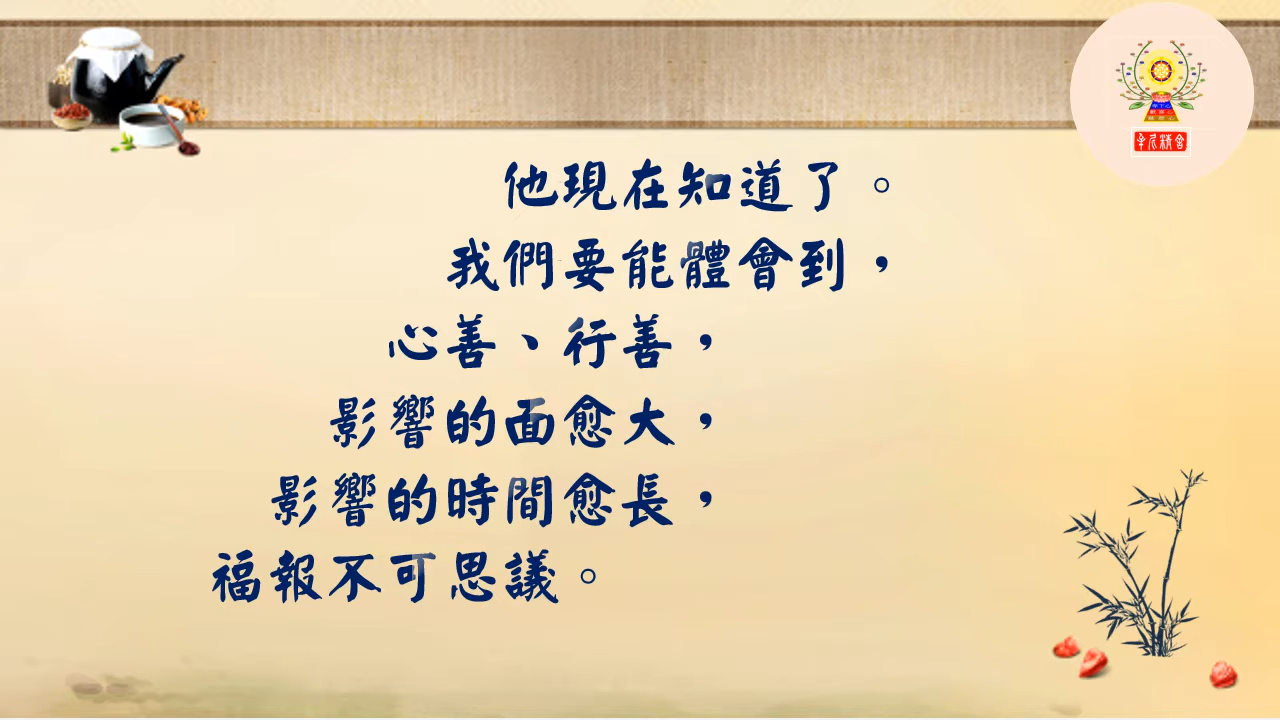 他現在知道了。
我們要能體會到，
心善、行善，
影響的面愈大，
影響的時間愈長，
福報不可思議。